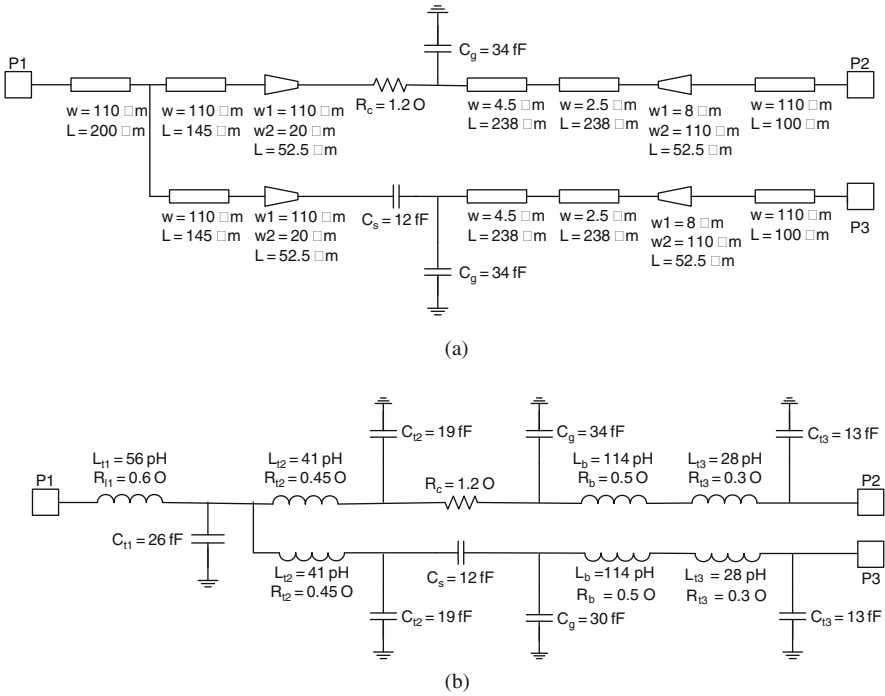 P1
P2
C_g = 34 fF
R_c = 1.2 O
w = 110 □m
L = 200 □m
w = 110 □m
L = 145 □m
w1 = 110 □m
w2 = 20 □m
L = 52.5 □m
w = 4.5 □m
L = 238 □m
w = 2.5 □m
L = 238 □m
w1 = 8 □m
w2 = 110 □m
L = 52.5 □m
w = 110 □m
L = 100 □m
P3
w = 110 □m
L = 145 □m
w1 = 110 □m
w2 = 20 □m
L = 52.5 □m
C_s = 12 fF
C_g = 34 fF
w = 4.5 □m
L = 238 □m
w = 2.5 □m
L = 238 □m
w1 = 8 □m
w2 = 110 □m
L = 52.5 □m
w = 110 □m
L = 100 □m
(a)
C_t2 = 19 fF
C_g = 34 fF
C_t3 = 13 fF
P1
L_t1 = 56 pH
R_l1 = 0.6 O
L_t2 = 41 pH
R_t2 = 0.45 O
R_c = 1.2 O
L_b = 114 pH
R_b = 0.5 O
L_t3 = 28 pH
R_t3 = 0.3 O
P2
C_t1 = 26 fF
L_t2 = 41 pH
R_t2 = 0.45 O
C_s = 12 fF
L_b = 114 pH
R_b = 0.5 O
L_t3 = 28 pH
R_t3 = 0.3 O
P3
C_t2 = 19 fF
C_g = 30 fF
C_t3 = 13 fF
(b)